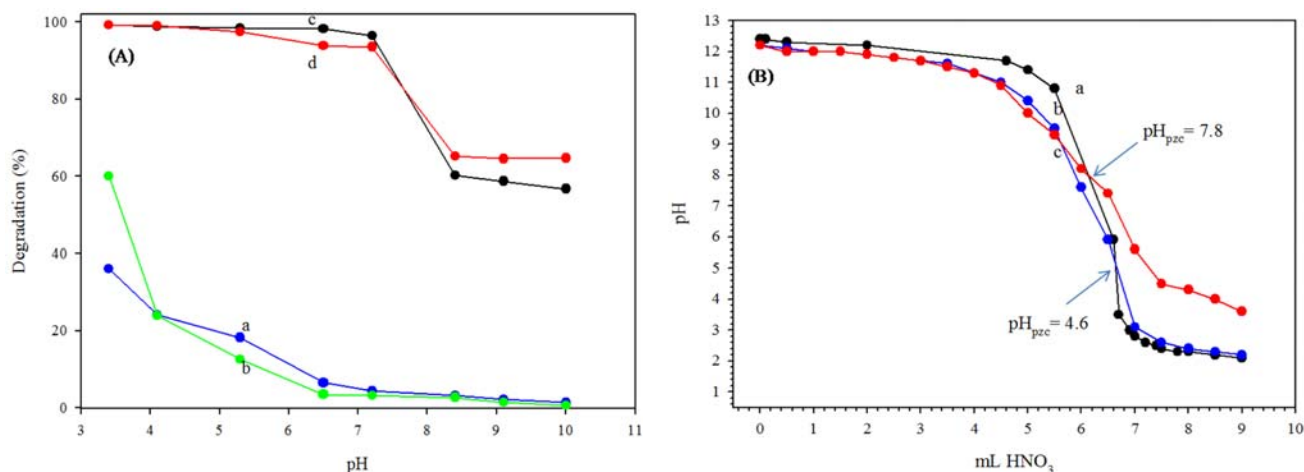 (A)
Degradation (%)
100
80
60
40
20
0
c
d
a
b
3 4 5 6 7 8 9 10 11
pH
(B)
pH
13
12
11
10
9
8
7
6
5
4
3
2
1
a
b
c
pHpzc= 7.8
pHpzc= 4.6
0 1 2 3 4 5 6 7 8 9 10
mL HNO3